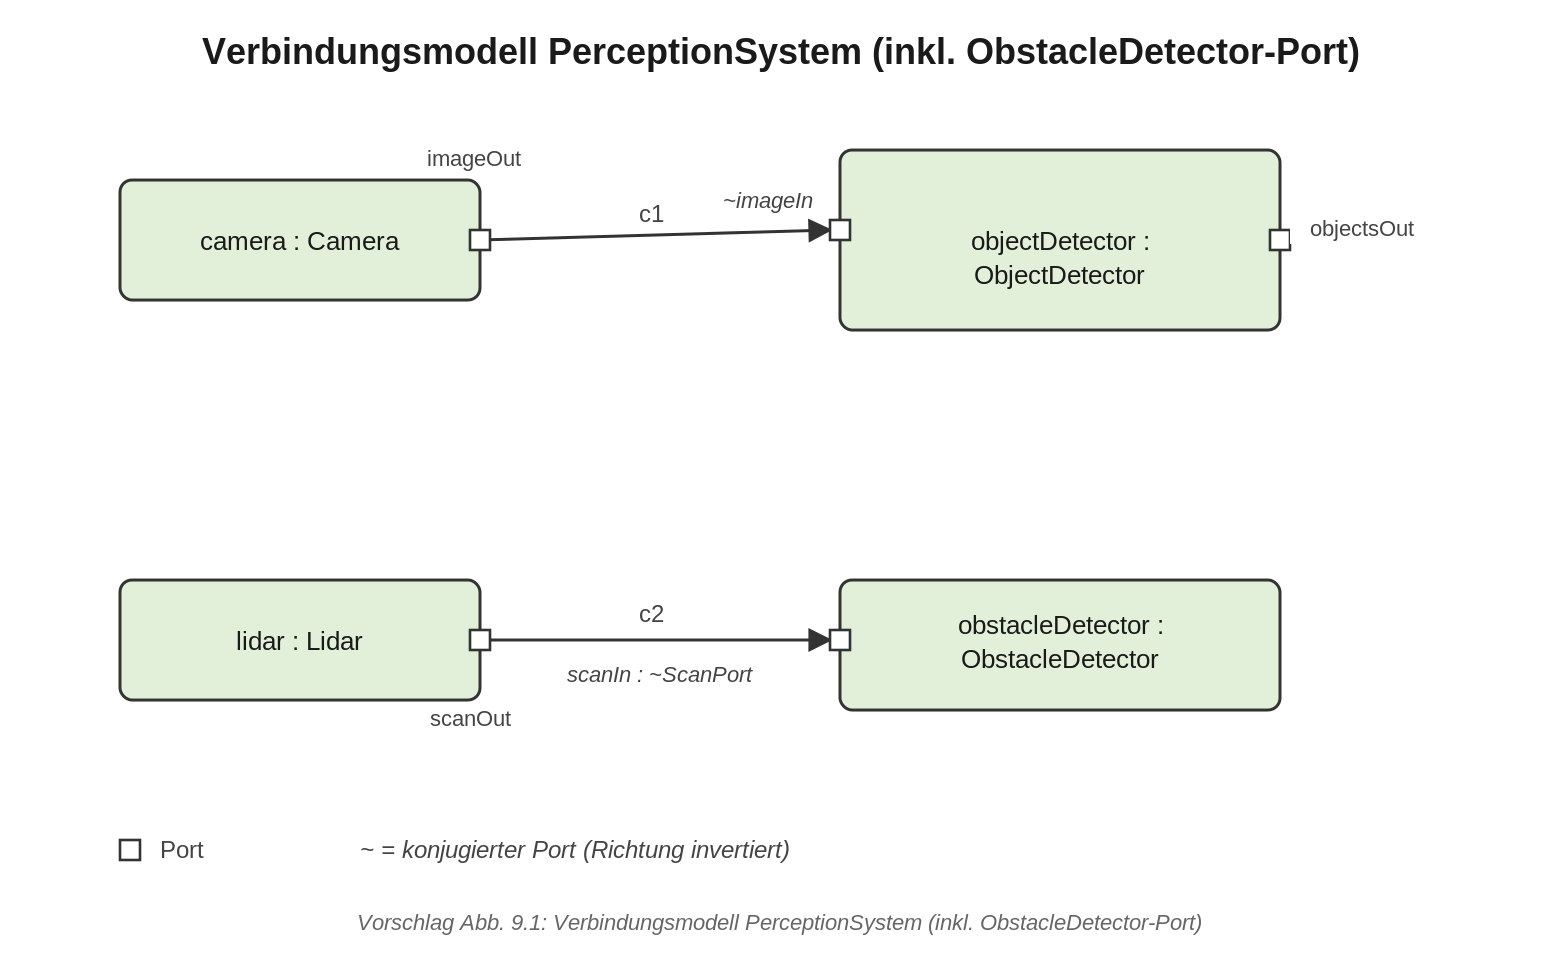 Verbindungsmodell PerceptionSystem (inkl. ObstacleDetector-Port)
imageOut
camera : Camera
c1
~imageIn
objectDetector :
ObjectDetector
objectsOut
lidar : Lidar
c2
scanIn : ~ScanPort
scanOut
obstacleDetector :
ObstacleDetector
Port
~ = konjugierter Port (Richtung invertiert)
Vorschlag Abb. 9.1: Verbindungsmodell PerceptionSystem (inkl. ObstacleDetector-Port)